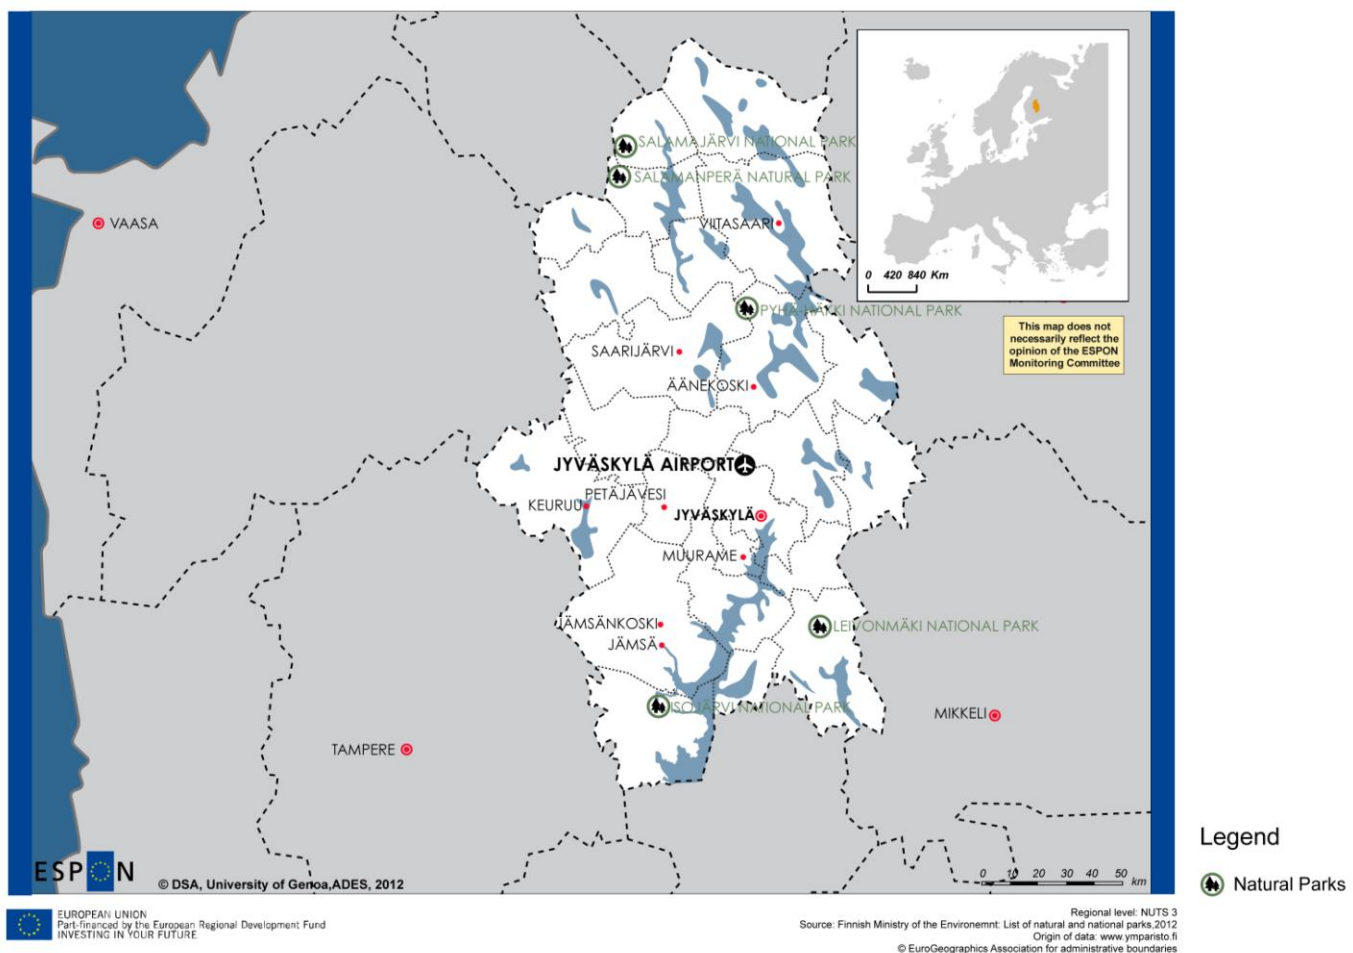 SALAMAJÄRVI NATIONAL PARK
SALAMANPERÄ NATURAL PARK
VAASA
VIITASAARI
0 420 840 Km
PYHÄ-HÄKKI NATIONAL PARK
This map does not
necessarily reflect the
opinion of the ESPON
Monitoring Committee
SAARIJÄRVI
ÄÄNEKOSKI
JYVÄSKYLÄ AIRPORT
PETÄJÄVESI
KEURUU
JYVÄSKYLÄ
MUURAME
JÄMSÄNKOSKI
LEIVONMÄKI NATIONAL PARK
JÄMSÄ
ISOJÄRVI NATIONAL PARK
MIKKELI
TAMPERE
Legend
Natural Parks
ESPON
© DSA, University of Genoa,ADES, 2012
0 10 20 30 40 50 km
EUROPEAN UNION
Part-financed by the European Regional Development Fund
INVESTING IN YOUR FUTURE
Regional level: NUTS 3
Source: Finnish Ministry of the Environemnt: List of natural and national parks,2012
Origin of data: www.ymparisto.fi
© EuroGeographics Association for administrative boundaries